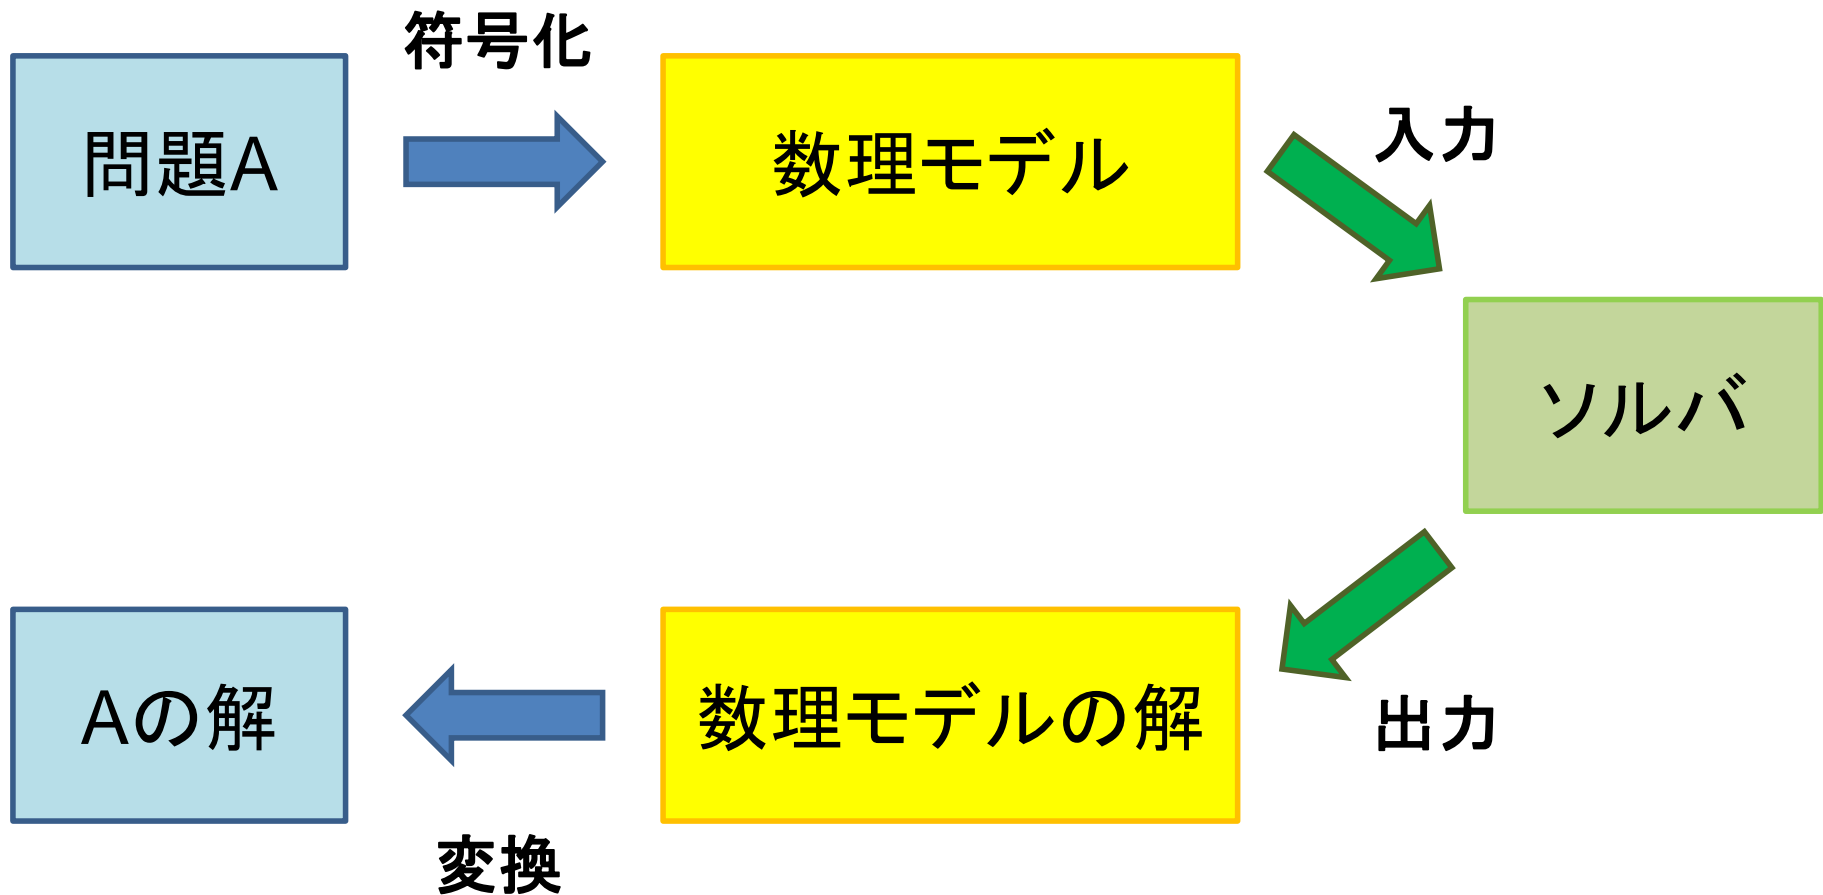 符号化
問題A
数理モデル
入力
ソルバ
Aの解
数理モデルの解
出力
変換